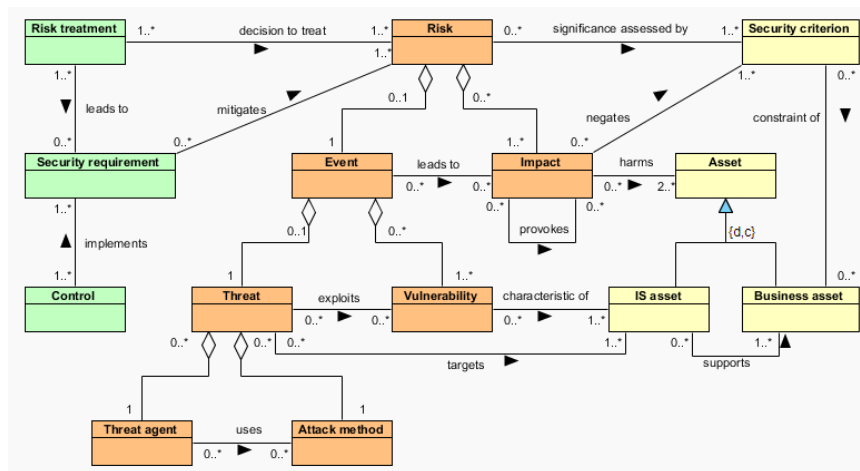 Risk treatment
1..*
decision to treat
1..*
Risk
0..*
significance assessed by
1..*
Security criterion
1..*
1..*
1..*
0..*
leads to
mitigates
0..1
0..*
negates
constraint of
0..*
0..*
1
1..*
0..*
Security requirement
Event
leads to
Impact
harms
Asset
0..*
0..*
0..*
2..*
1..*
0..*
0..*
provokes
{d,c}
implements
0..1
0..*
1..*
1
1..*
0..*
Control
Threat
exploits
Vulnerability
characteristic of
IS asset
Business asset
0..*
0..*
0..*
1..*
0..*
0..*
0..*
1..*
0..*
1..*
targets
supports
1
1
Threat agent
uses
Attack method
0..*
0..*